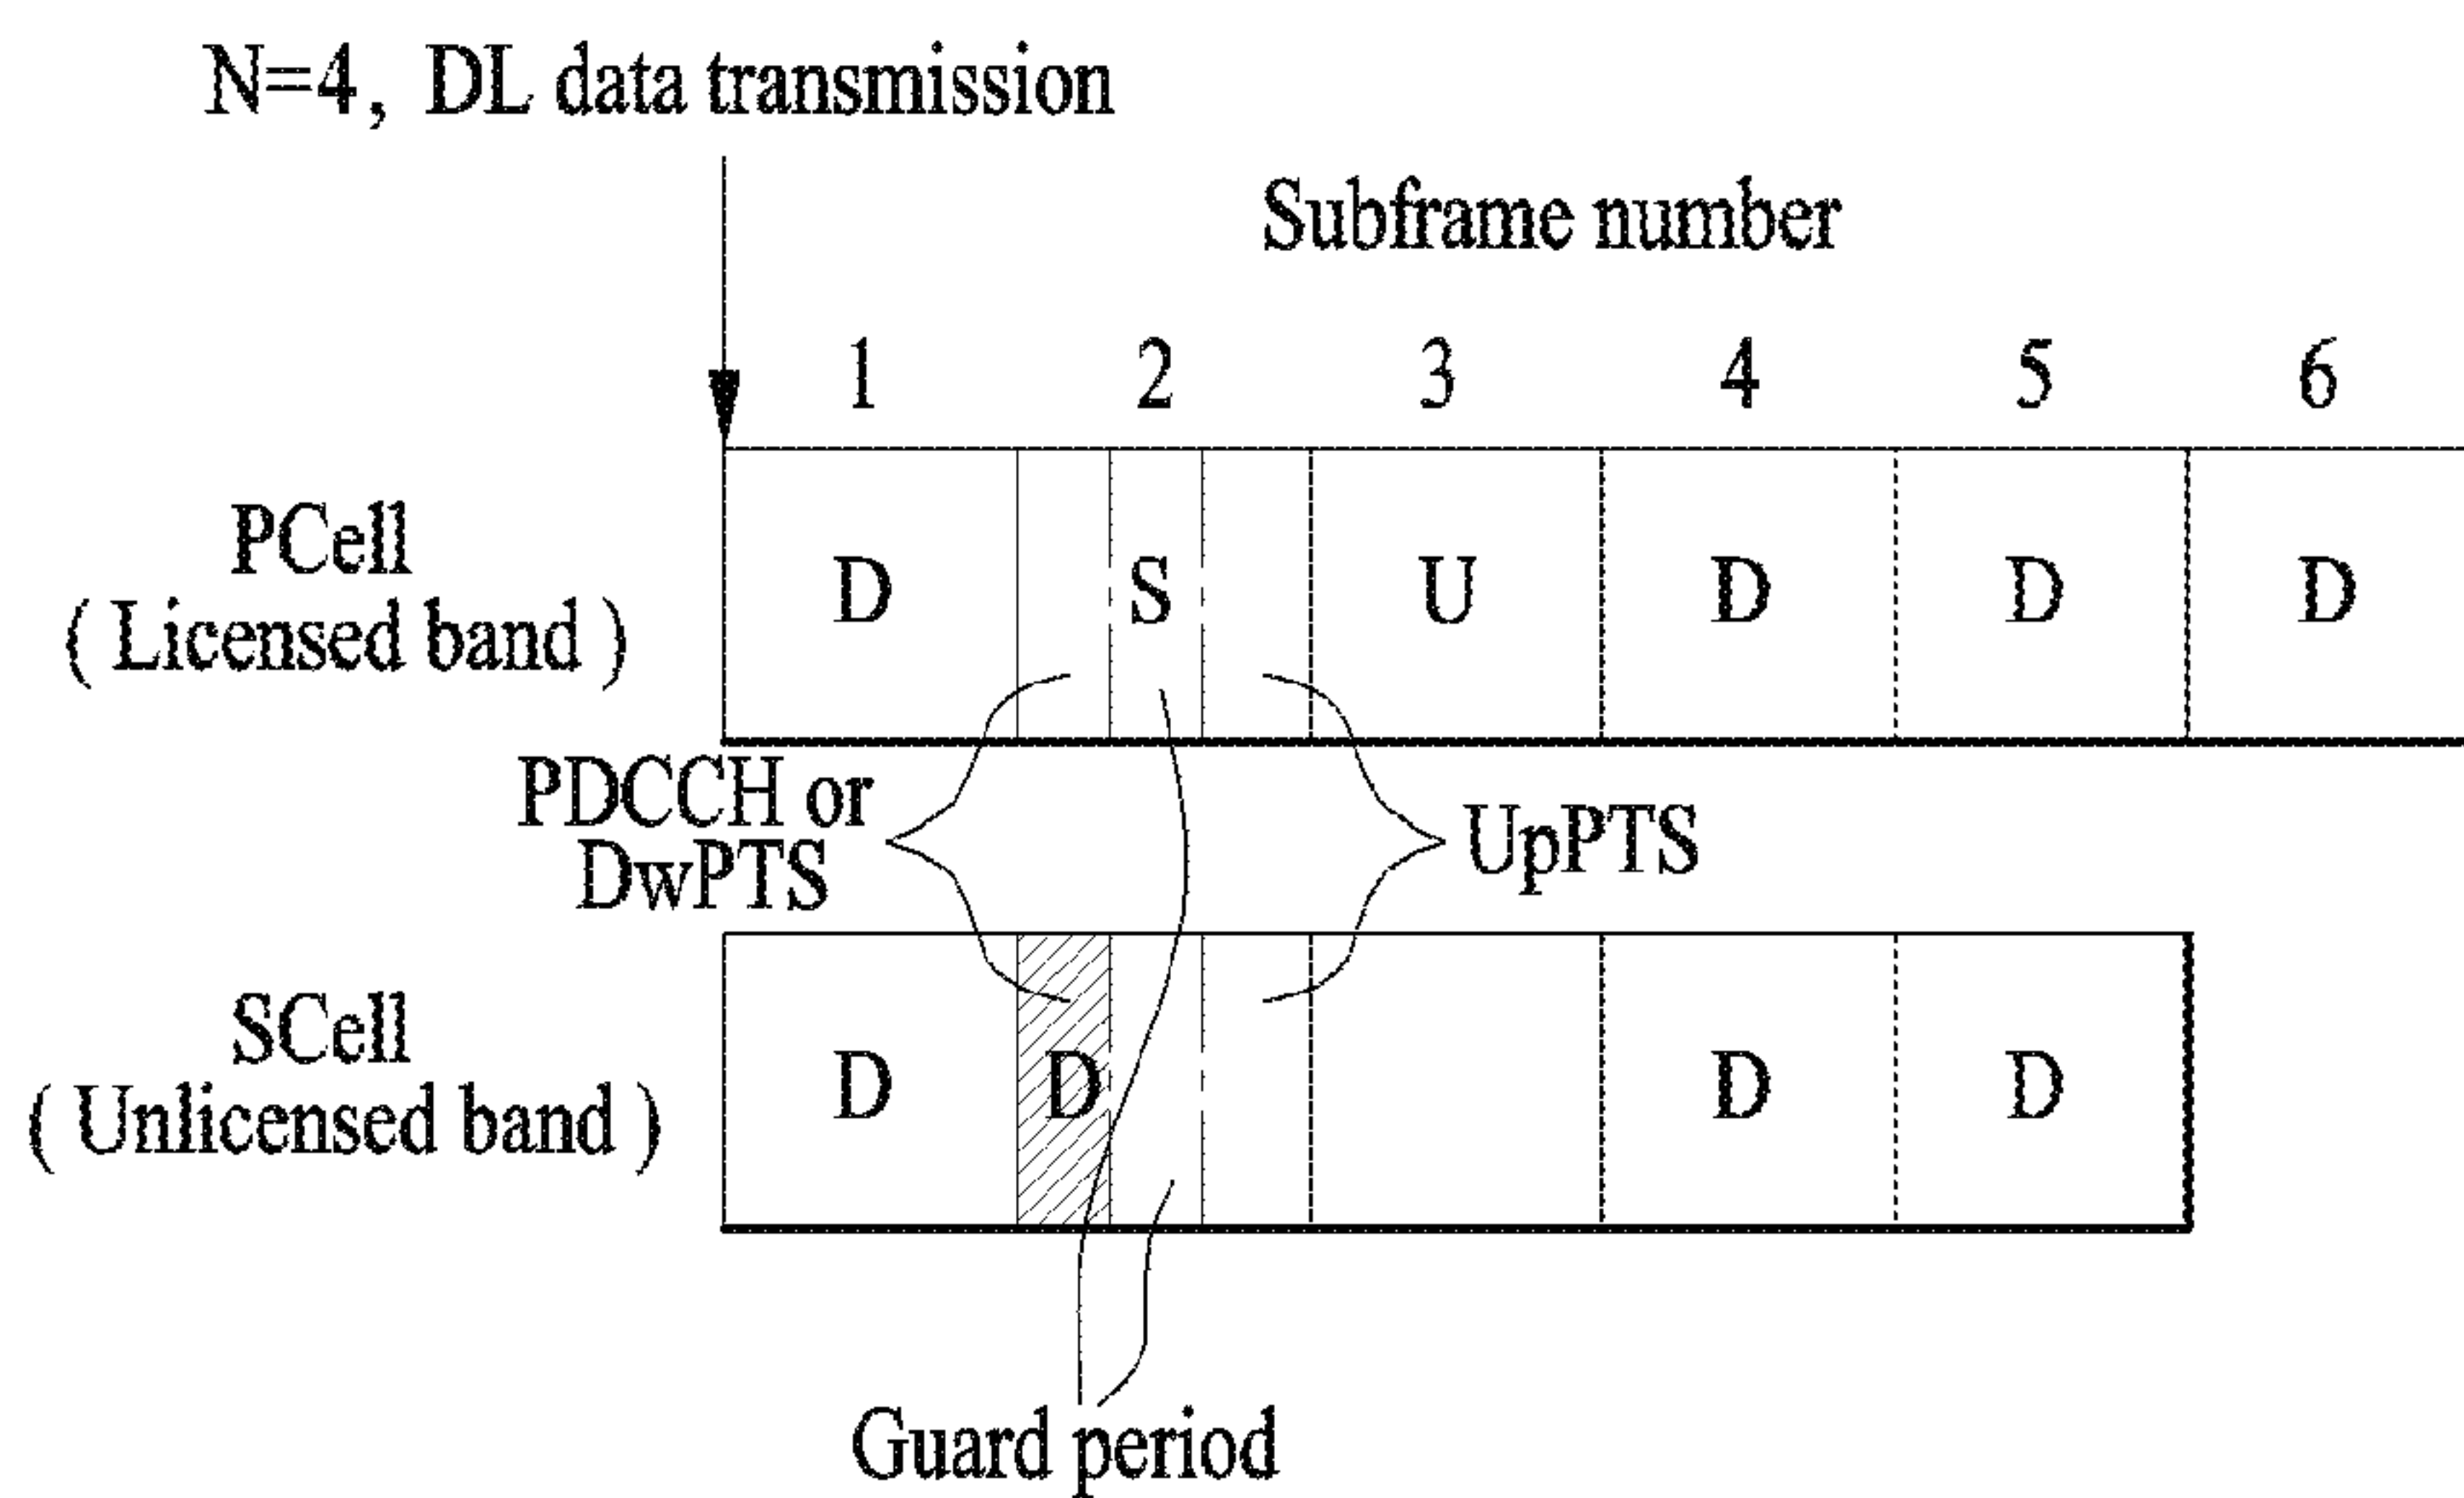 N=4, DL data transmission
Subframe number
1 2 3 4 5 6
PCell
( Licensed band )
D S U D D D
PDCCH or
DwPTS
UpPTS
SCell
( Unlicensed band )
D D D D
Guard period